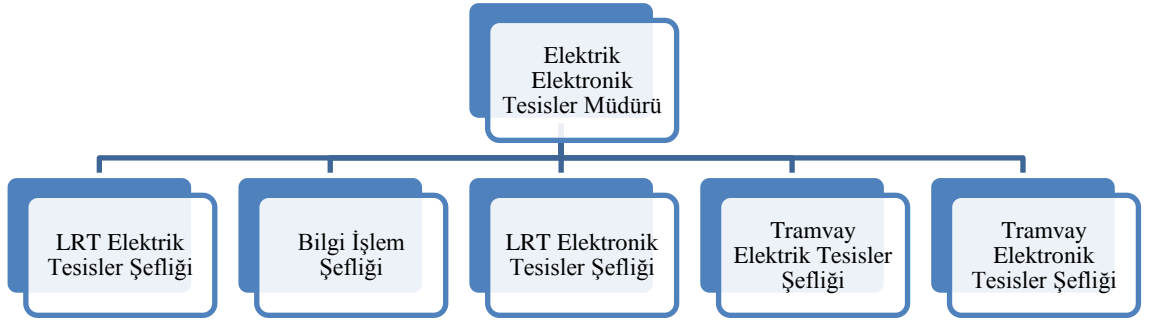 Elektrik
Elektronik
Tesisler Müdürü
LRT Elektrik
Tesisler Şefliği
Bilgi İşlem
Şefliği
LRT Elektronik
Tesisler Şefliği
Tramvay
Elektrik Tesisler
Şefliği
Tramvay
Elektronik
Tesisler Şefliği